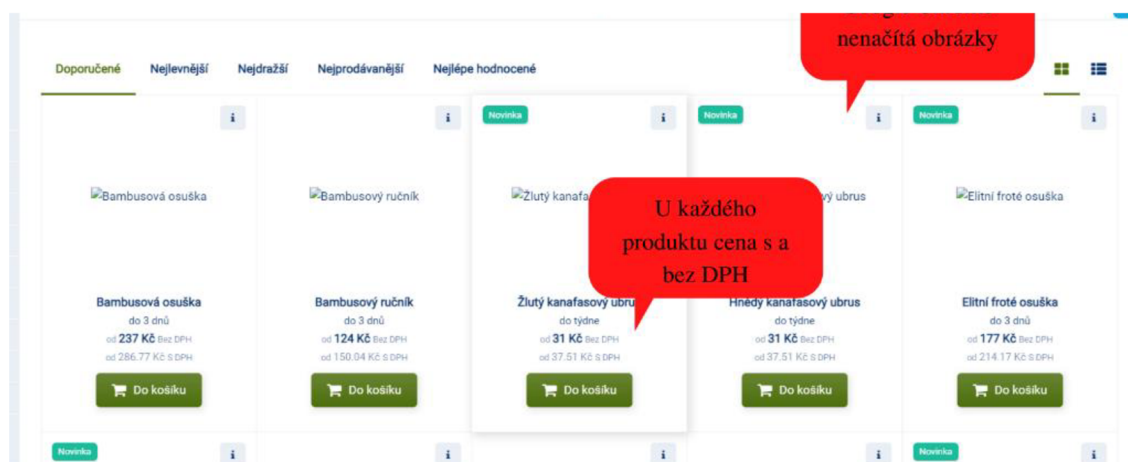 nenačítá obrázky
Doporučené Nejlevnější Nejdražší Nejprodávanější Nejlépe hodnocené
i i Novinka i Novinka i Novinka i
Bambusová osuška Bambusový ručník Žlutý kanafa vý ubrus Elitní froté osuška
U každého
produktu cena s a
bez DPH
Bambusová osuška Bambusový ručník Žlutý kanafasový ubru Hnědý kanafasový ubrus Elitní froté osuška
do 3 dnů do 3 dnů do týdne do týdne do 3 dnů
od 237 Kč Bez DPH od 124 Kč Bez DPH od 31 Kč Bez DPH od 31 Kč Bez DPH od 177 Kč Bez DPH
od 286.77 Kč S DPH od 150.04 Kč S DPH od 37.51 Kč S DPH od 37.51 Kč S DPH od 214.17 Kč S DPH
Do košíku Do košíku Do košíku Do košíku Do košíku
Novinka i i i i Novinka i